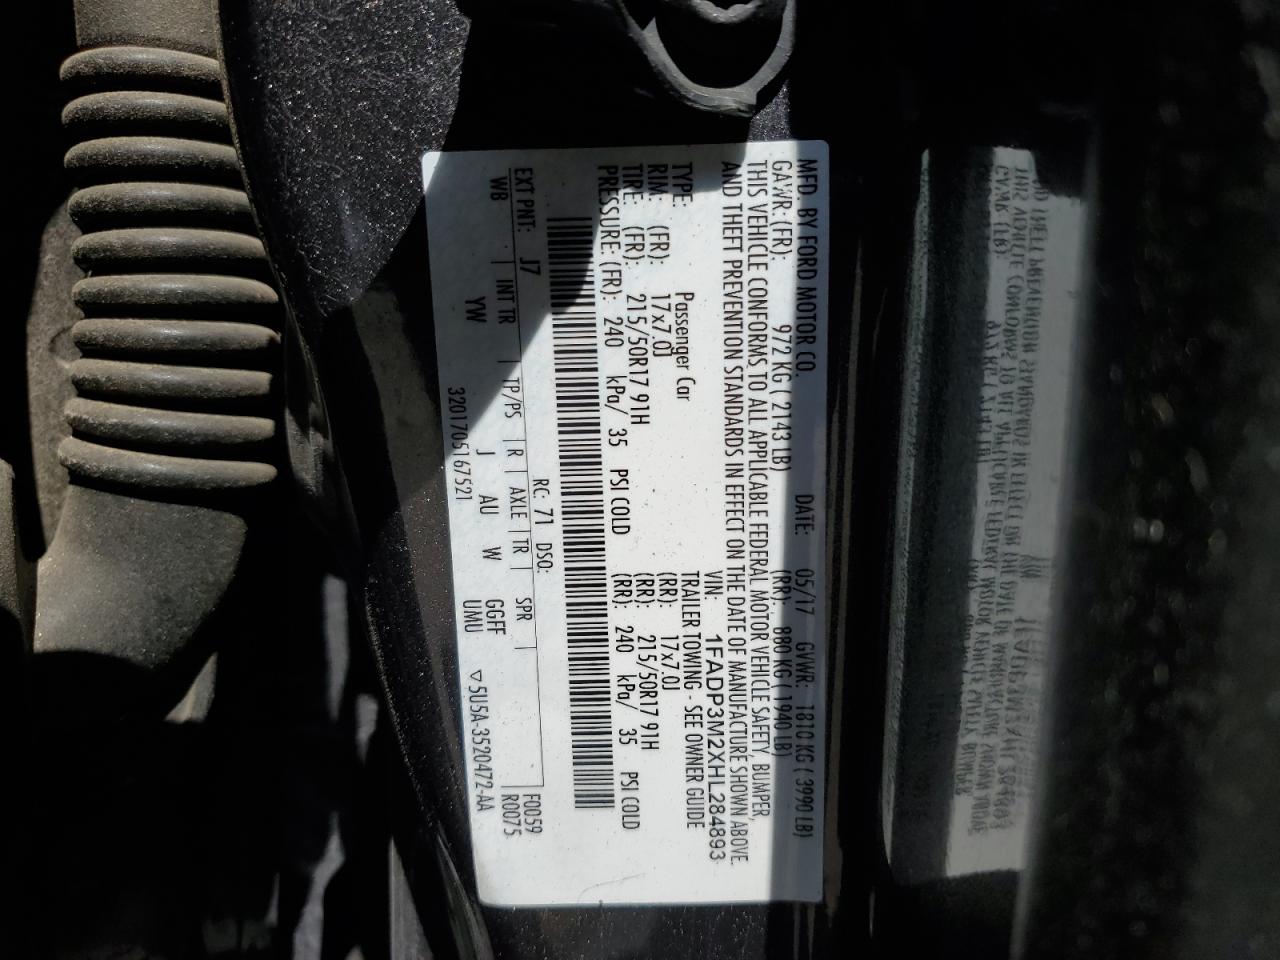 MFD. BY FORD MOTOR CO. DATE: 05/17 GVWR: 1810 KG ( 3990 LB)
GAWR: (FR): 972 KG ( 2143 LB) (RR): 880 KG ( 1940 LB)
THIS VEHICLE CONFORMS TO ALL APPLICABLE FEDERAL MOTOR VEHICLE SAFETY, BUMPER,
AND THEFT PREVENTION STANDARDS IN EFFECT ON THE DATE OF MANUFACTURE SHOWN ABOVE.
VIN: 1FADP3M2XHL284893
TYPE: Passenger Car TRAILER TOWING - SEE OWNER GUIDE
RIM: (FR): 17x7.0J (RR): 17x7.0J
TIRE: (FR): 215/50R17 91H (RR): 215/50R17 91H
PRESSURE: (FR): 240 kPa/ 35 PSI COLD (RR): 240 kPa/ 35 PSI COLD
RC: 71 DSO: F0059
EXT PNT: J7 R0075
WB INT TR TP/PS R AXLE TR SPR
YW J AU W GGFF
UMU
3201705167521 ▽5U5A-3520472-AA